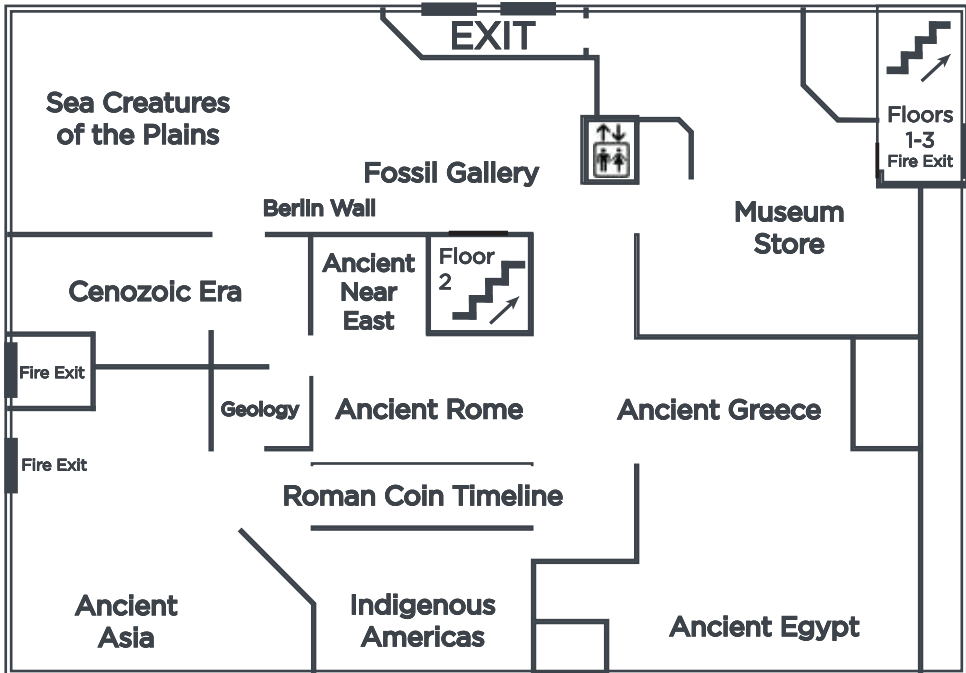 EXIT
Sea Creatures
of the Plains
Floors
1-3
Fire Exit
Fossil Gallery
Berlin Wall
Museum
Store
Floor
2
Ancient
Near
East
Cenozoic Era
Fire Exit
Geology
Ancient Rome
Ancient Greece
Fire Exit
Roman Coin Timeline
Ancient
Asia
Indigenous
Americas
Ancient Egypt